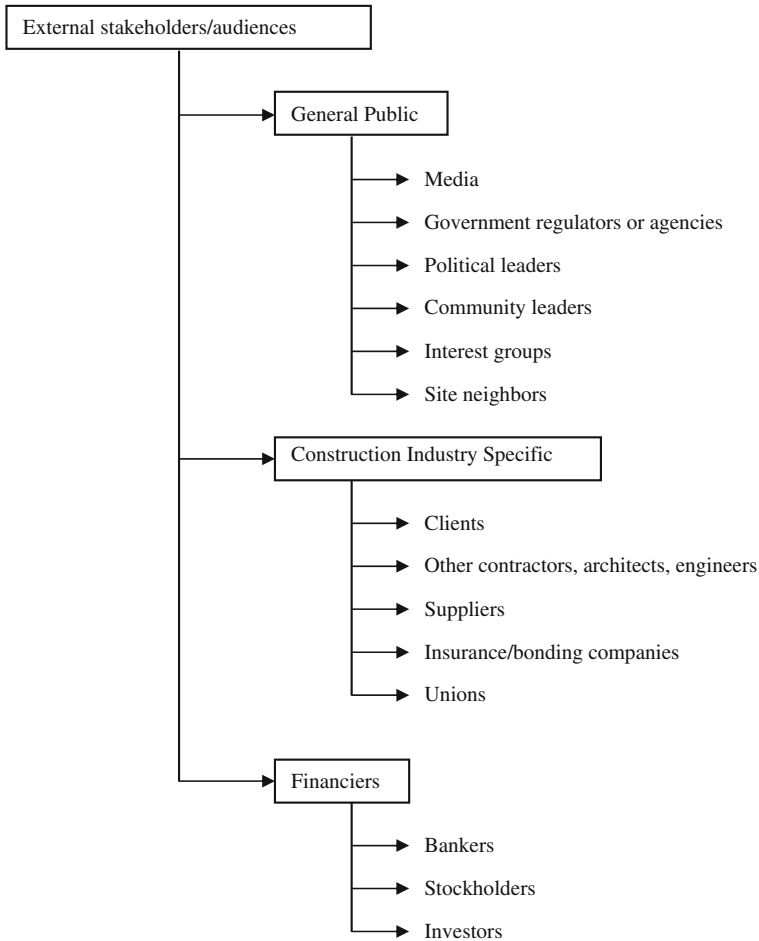 External stakeholders/audiences
General Public
Media
Government regulators or agencies
Political leaders
Community leaders
Interest groups
Site neighbors
Construction Industry Specific
Clients
Other contractors, architects, engineers
Suppliers
Insurance/bonding companies
Unions
Financiers
Bankers
Stockholders
Investors